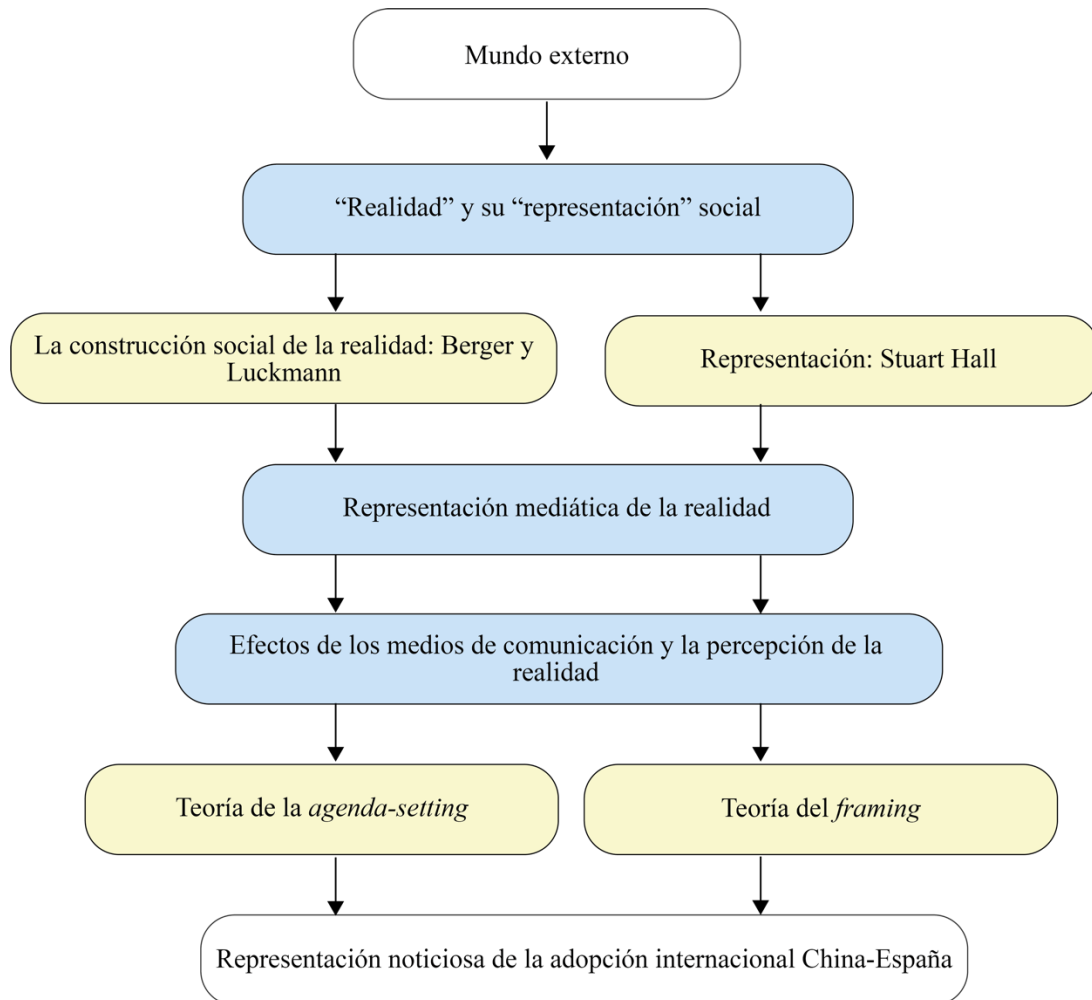 Mundo externo
“Realidad” y su “representación” social
La construcción social de la realidad: Berger y
Luckmann
Representación: Stuart Hall
Representación mediática de la realidad
Efectos de los medios de comunicación y la percepción de la
realidad
Teoría de la agenda-setting
Teoría del framing
Representación noticiosa de la adopción internacional China-España